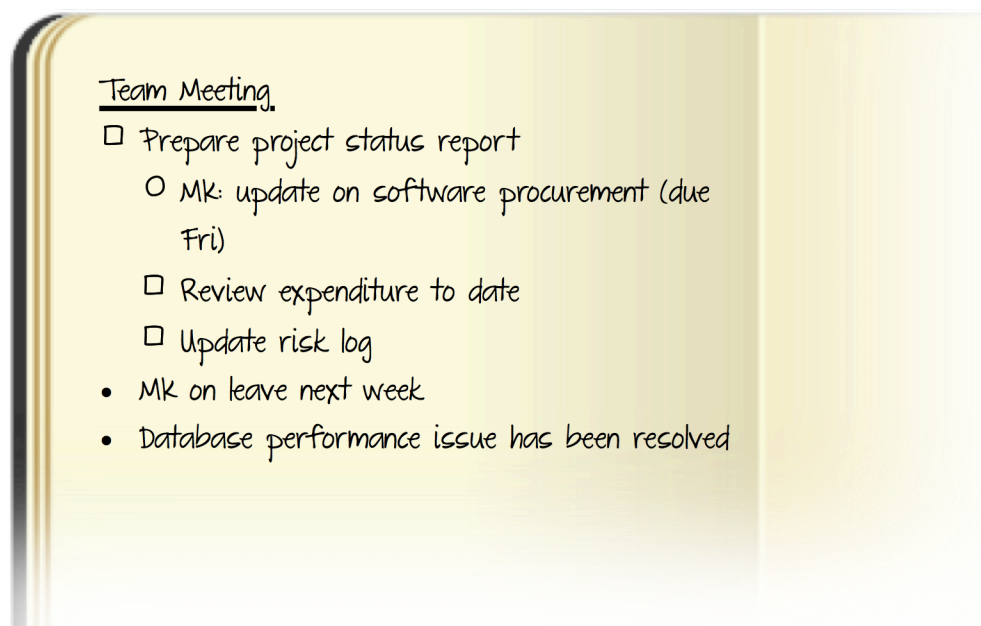 Team Meeting
□ Prepare project status report
○ MK: update on software procurement (due
Fri)
□ Review expenditure to date
□ Update risk log
• MK on leave next week
• Database performance issue has been resolved